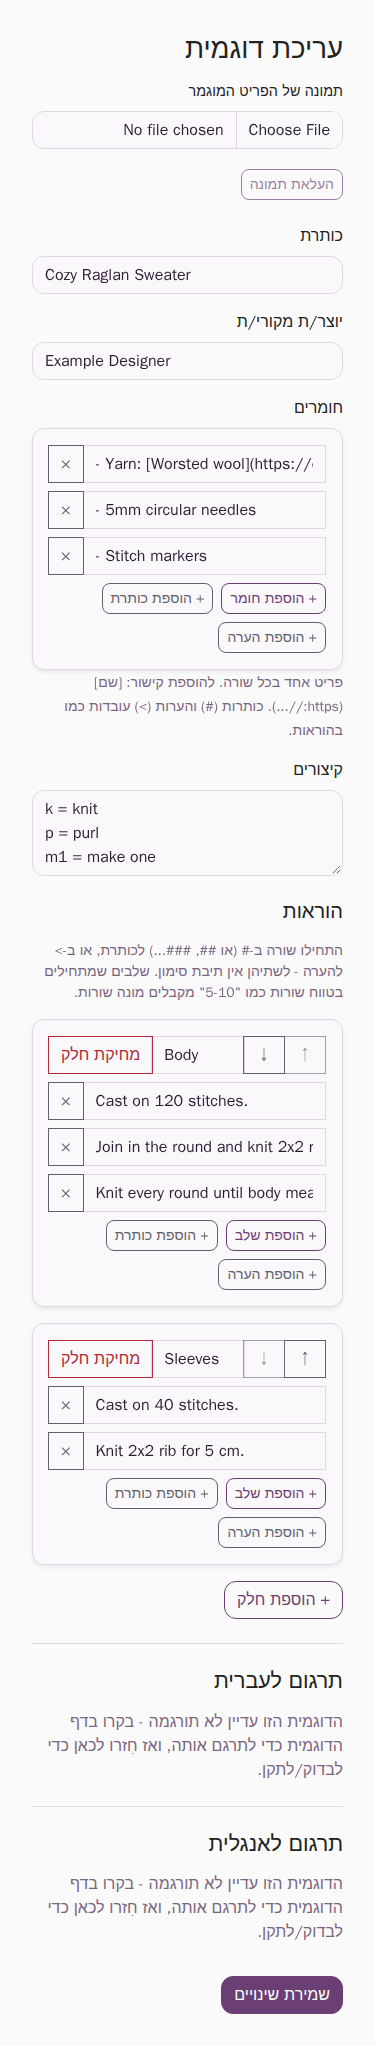 עריכת דוגמית
תמונה של הפריט המוגמר
Choose File No file chosen
העלאת תמונה
כותרת
Cozy Raglan Sweater
יוצר/ת מקורי/ת
Example Designer
חומרים
× - Yarn: [Worsted wool](https://
× - 5mm circular needles
× - Stitch markers
+ הוספת חומר + הוספת כותרת
+ הוספת הערה
פריט אחד בכל שורה. להוספת קישור: [שם]
(https://...). כותרות (#) והערות (>) עובדות כמו
בהוראות.
קיצורים
k = knit
p = purl
m1 = make one
הוראות
התחילו שורה ב-# (או ##, ###...) לכותרת, או ב->
להערה - לשתיהן אין תיבת סימון. שלבים שמתחילים
בטווח שורות כמו "5-10" מקבלים מונה שורות.
↑ ↓ Body מחיקת חלק
× Cast on 120 stitches.
× Join in the round and knit 2x2 r
× Knit every round until body mea
+ הוספת שלב + הוספת כותרת
+ הוספת הערה
↑ ↓ Sleeves מחיקת חלק
× Cast on 40 stitches.
× Knit 2x2 rib for 5 cm.
+ הוספת שלב + הוספת כותרת
+ הוספת הערה
+ הוספת חלק
תרגום לעברית
הדוגמית הזו עדיין לא תורגמה - בקרו בדף
הדוגמית כדי לתרגם אותה, ואז חִזרו לכאן כדי
לבדוק/לתקן.
תרגום לאנגלית
הדוגמית הזו עדיין לא תורגמה - בקרו בדף
הדוגמית כדי לתרגם אותה, ואז חִזרו לכאן כדי
לבדוק/לתקן.
שמירת שינויים